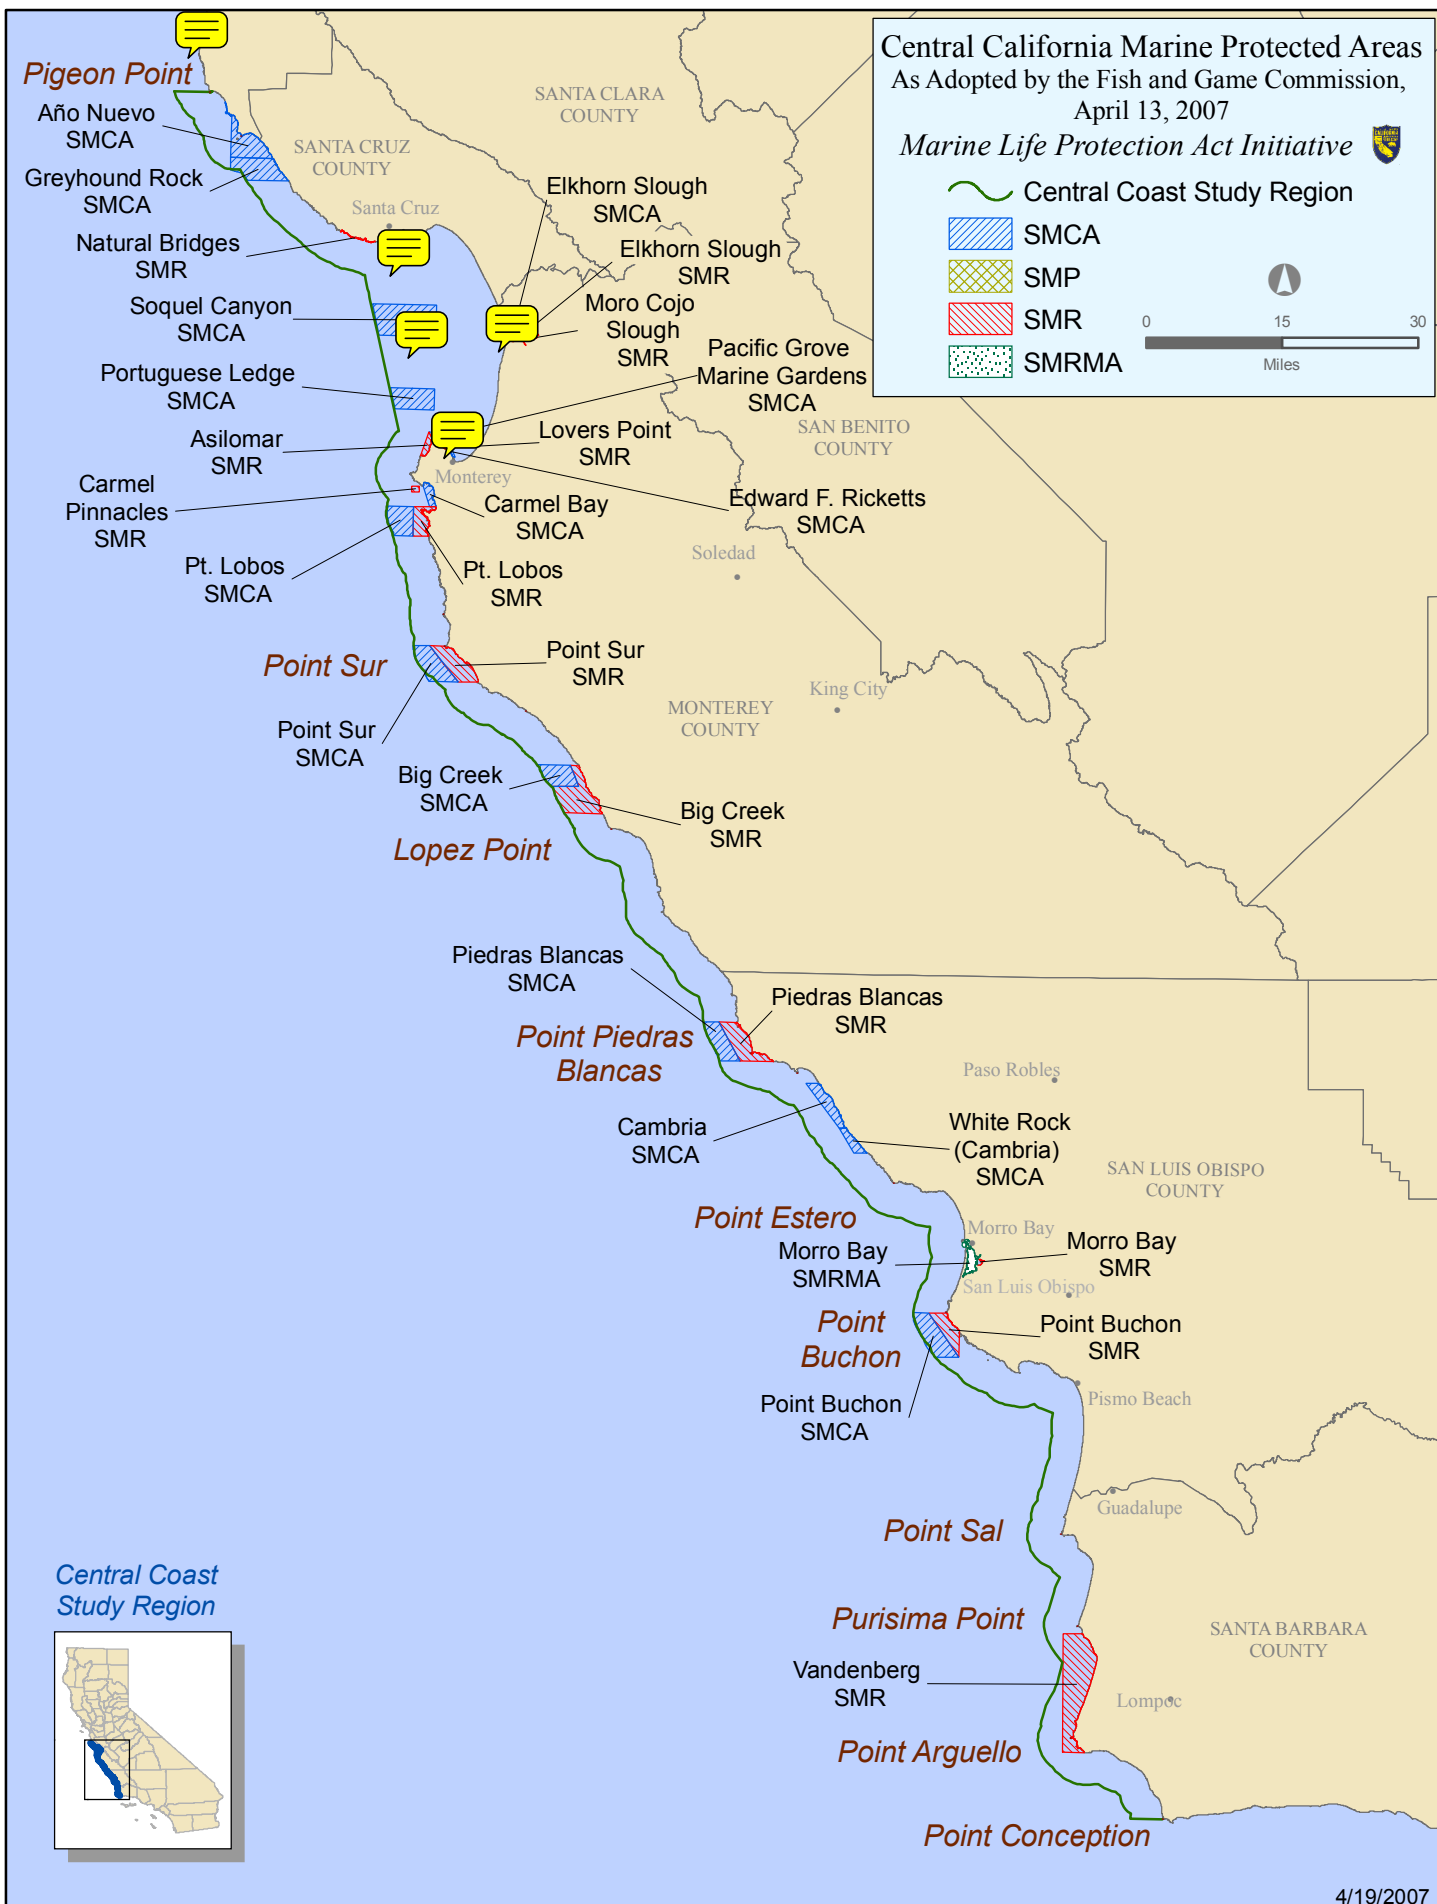 Central California Marine Protected Areas
As Adopted by the Fish and Game Commission,
April 13, 2007
Marine Life Protection Act Initiative
Central Coast Study Region
SMCA
SMP
SMR
SMRMA
0 15 30
Miles
Pigeon Point
Año Nuevo
SMCA
Greyhound Rock
SMCA
Natural Bridges
SMR
Soquel Canyon
SMCA
Portuguese Ledge
SMCA
Asilomar
SMR
Carmel
Pinnacles
SMR
Pt. Lobos
SMCA
SANTA CLARA
COUNTY
SANTA CRUZ
COUNTY
Santa Cruz
Elkhorn Slough
SMCA
Elkhorn Slough
SMR
Moro Cojo
Slough
SMR
Pacific Grove
Marine Gardens
SMCA
Lovers Point
SMR
Monterey
Edward F. Ricketts
SMCA
Carmel Bay
SMCA
Pt. Lobos
SMR
SAN BENITO
COUNTY
Soledad
Point Sur
Point Sur
SMR
Point Sur
SMCA
King City
MONTEREY
COUNTY
Big Creek
SMCA
Big Creek
SMR
Lopez Point
Piedras Blancas
SMCA
Piedras Blancas
SMR
Point Piedras
Blancas
Paso Robles
Cambria
SMCA
White Rock
(Cambria)
SMCA
SAN LUIS OBISPO
COUNTY
Point Estero
Morro Bay
Morro Bay
SMRMA
Morro Bay
SMR
San Luis Obispo
Point
Buchon
Point Buchon
SMR
Point Buchon
SMCA
Pismo Beach
Guadalupe
Point Sal
Purisima Point
SANTA BARBARA
COUNTY
Vandenberg
SMR
Lompoc
Point Arguello
Point Conception
Central Coast
Study Region
4/19/2007